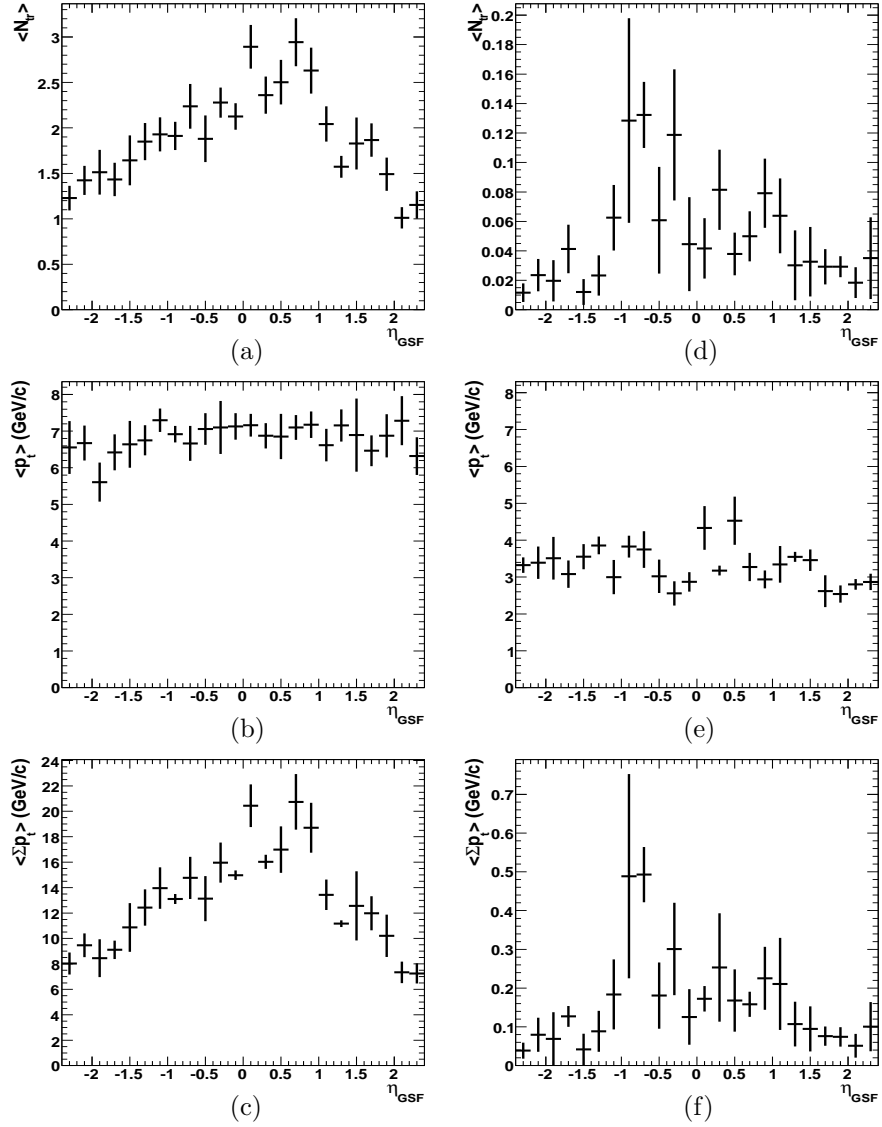 <N_tr>
3
2.5
2
1.5
1
0.5
0
-2 -1.5 -1 -0.5 0 0.5 1 1.5 2
η_GSF
(a)
<N_tr>
0.2
0.18
0.16
0.14
0.12
0.1
0.08
0.06
0.04
0.02
0
-2 -1.5 -1 -0.5 0 0.5 1 1.5 2
η_GSF
(d)
<p_t> (GeV/c)
8
7
6
5
4
3
2
1
0
-2 -1.5 -1 -0.5 0 0.5 1 1.5 2
η_GSF
(b)
<p_t> (GeV/c)
8
7
6
5
4
3
2
1
0
-2 -1.5 -1 -0.5 0 0.5 1 1.5 2
η_GSF
(e)
<Σp_t> (GeV/c)
24
22
20
18
16
14
12
10
8
6
4
2
0
-2 -1.5 -1 -0.5 0 0.5 1 1.5 2
η_GSF
(c)
<Σp_t> (GeV/c)
0.7
0.6
0.5
0.4
0.3
0.2
0.1
0
-2 -1.5 -1 -0.5 0 0.5 1 1.5 2
η_GSF
(f)